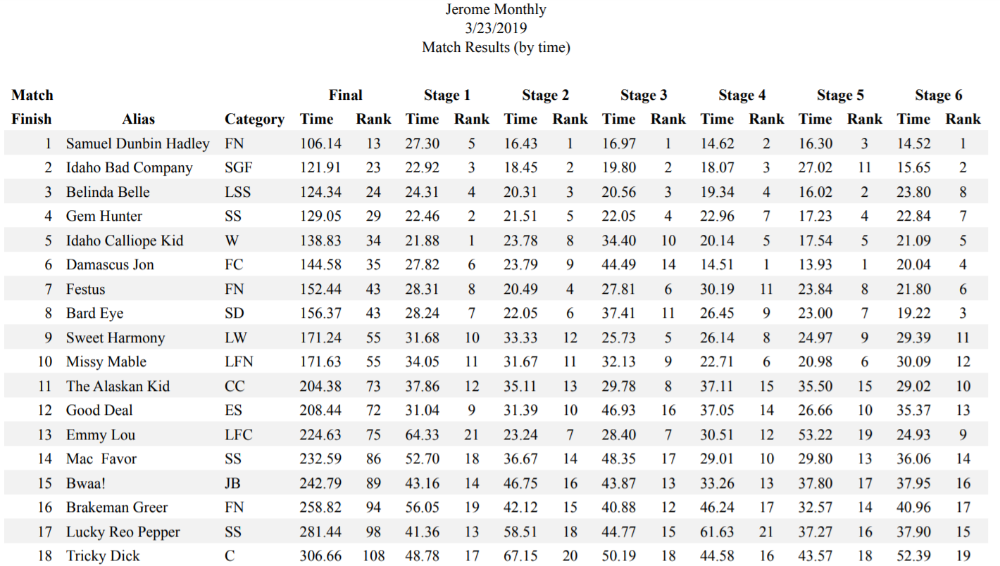 Jerome Monthly
3/23/2019
Match Results (by time)
Match Final Stage 1 Stage 2 Stage 3 Stage 4 Stage 5 Stage 6
Finish Alias Category Time Rank Time Rank Time Rank Time Rank Time Rank Time Rank Time Rank
1 Samuel Dunbin Hadley FN 106.14 13 27.30 5 16.43 1 16.97 1 14.62 2 16.30 3 14.52 1
2 Idaho Bad Company SGF 121.91 23 22.92 3 18.45 2 19.80 2 18.07 3 27.02 11 15.65 2
3 Belinda Belle LSS 124.34 24 24.31 4 20.31 3 20.56 3 19.34 4 16.02 2 23.80 8
4 Gem Hunter SS 129.05 29 22.46 2 21.51 5 22.05 4 22.96 7 17.23 4 22.84 7
5 Idaho Calliope Kid W 138.83 34 21.88 1 23.78 8 34.40 10 20.14 5 17.54 5 21.09 5
6 Damascus Jon FC 144.58 35 27.82 6 23.79 9 44.49 14 14.51 1 13.93 1 20.04 4
7 Festus FN 152.44 43 28.31 8 20.49 4 27.81 6 30.19 11 23.84 8 21.80 6
8 Bard Eye SD 156.37 43 28.24 7 22.05 6 37.41 11 26.45 9 23.00 7 19.22 3
9 Sweet Harmony LW 171.24 55 31.68 10 33.33 12 25.73 5 26.14 8 24.97 9 29.39 11
10 Missy Mable LFN 171.63 55 34.05 11 31.67 11 32.13 9 22.71 6 20.98 6 30.09 12
11 The Alaskan Kid CC 204.38 73 37.86 12 35.11 13 29.78 8 37.11 15 35.50 15 29.02 10
12 Good Deal ES 208.44 72 31.04 9 31.39 10 46.93 16 37.05 14 26.66 10 35.37 13
13 Emmy Lou LFC 224.63 75 64.33 21 23.24 7 28.40 7 30.51 12 53.22 19 24.93 9
14 Mac Favor SS 232.59 86 52.70 18 36.67 14 48.35 17 29.01 10 29.80 13 36.06 14
15 Bwaa! JB 242.79 89 43.16 14 46.75 16 43.87 13 33.26 13 37.80 17 37.95 16
16 Brakeman Greer FN 258.82 94 56.05 19 42.12 15 40.88 12 46.24 17 32.57 14 40.96 17
17 Lucky Reo Pepper SS 281.44 98 41.36 13 58.51 18 44.77 15 61.63 21 37.27 16 37.90 15
18 Tricky Dick C 306.66 108 48.78 17 67.15 20 50.19 18 44.58 16 43.57 18 52.39 19